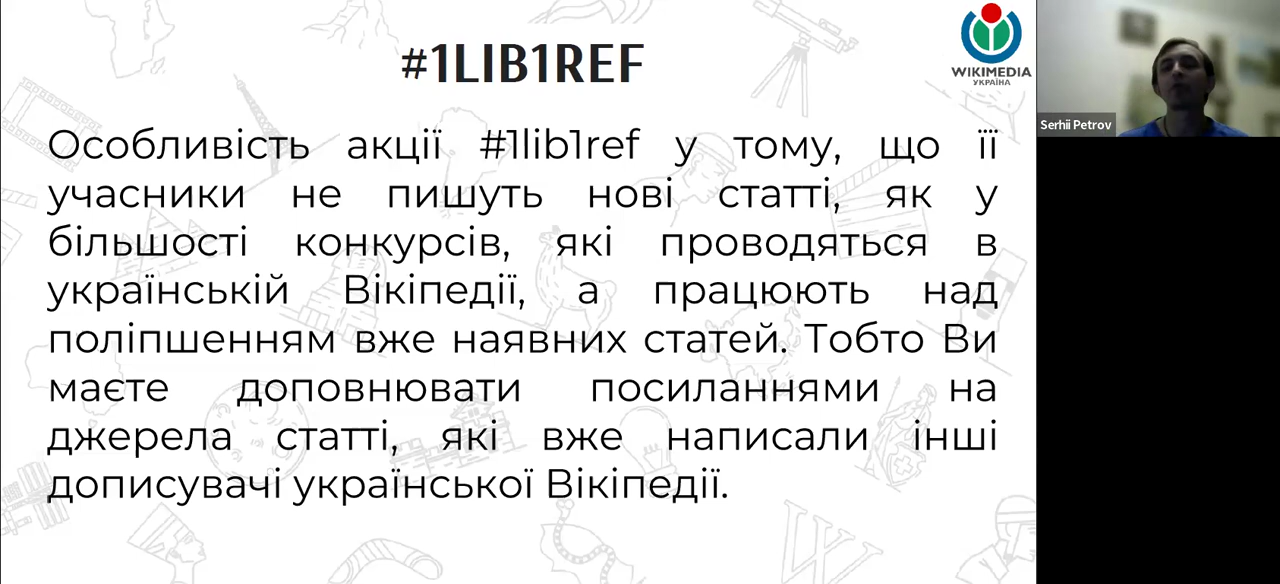 #1LIB1REF
WIKIMEDIA
УКРАЇНА
Serhii Petrov
Особливість акції #1lib1ref у тому, що її
учасники не пишуть нові статті, як у
більшості конкурсів, які проводяться в
українській Вікіпедії, а працюють над
поліпшенням вже наявних статей. Тобто Ви
маєте доповнювати посиланнями на
джерела статті, які вже написали інші
дописувачі української Вікіпедії.